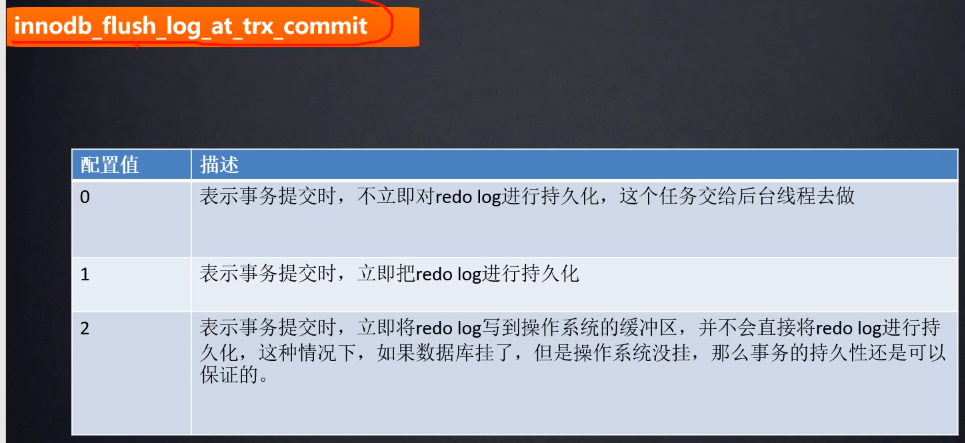 innodb_flush_log_at_trx_commit
配置值 描述
0 表示事务提交时，不立即对redo log进行持久化，这个任务交给后台线程去做
1 表示事务提交时，立即把redo log进行持久化
2 表示事务提交时，立即将redo log写到操作系统的缓冲区，并不会直接将redo log进行持
久化，这种情况下，如果数据库挂了，但是操作系统没挂，那么事务的持久性还是可以
保证的。